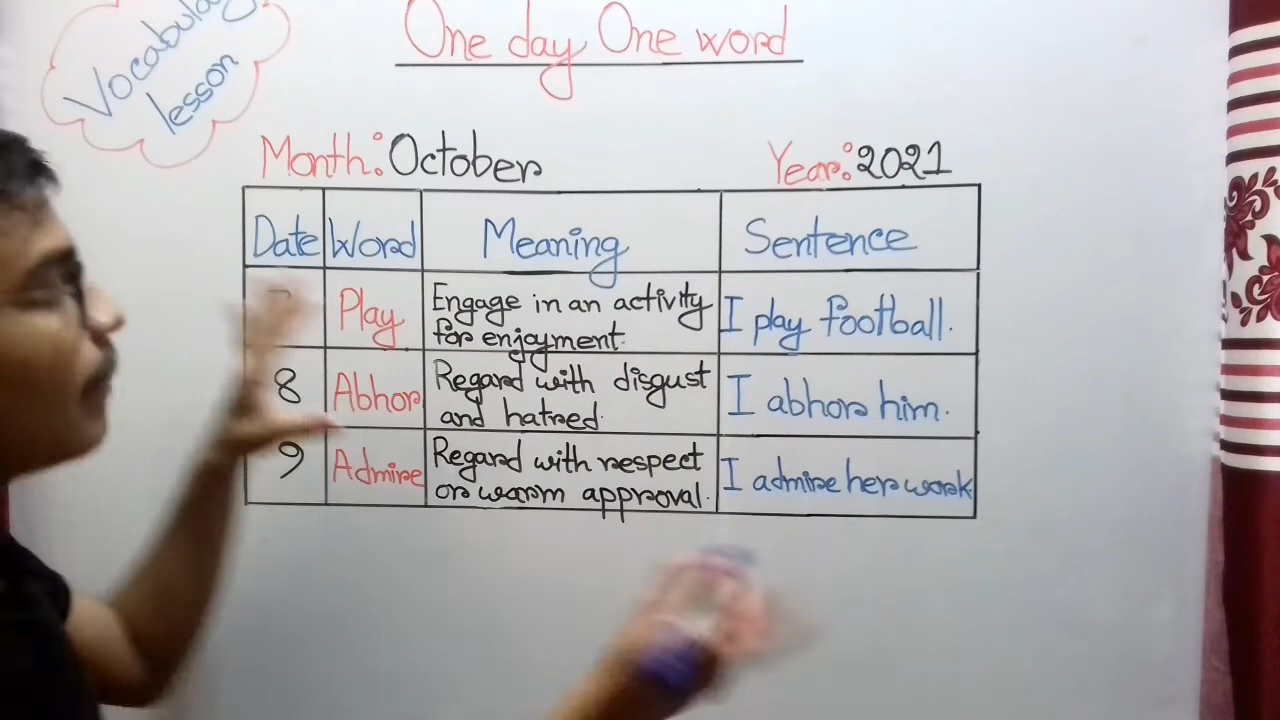 Vocabulary
lesson
One day One word
Month: October
Year: 2021
Date Word Meaning Sentence
Play Engage in an activity for enjoyment. I play football.
8 Abhor Regard with disgust and hatred. I abhor him.
9 Admire Regard with respect or warm approval. I admire her work